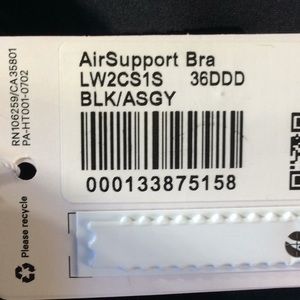 AirSupport Bra
LW2CS1S 36DDD
BLK/ASGY
000133875158
RN106259/CA35801
PA-HT001-0702
Please recycle